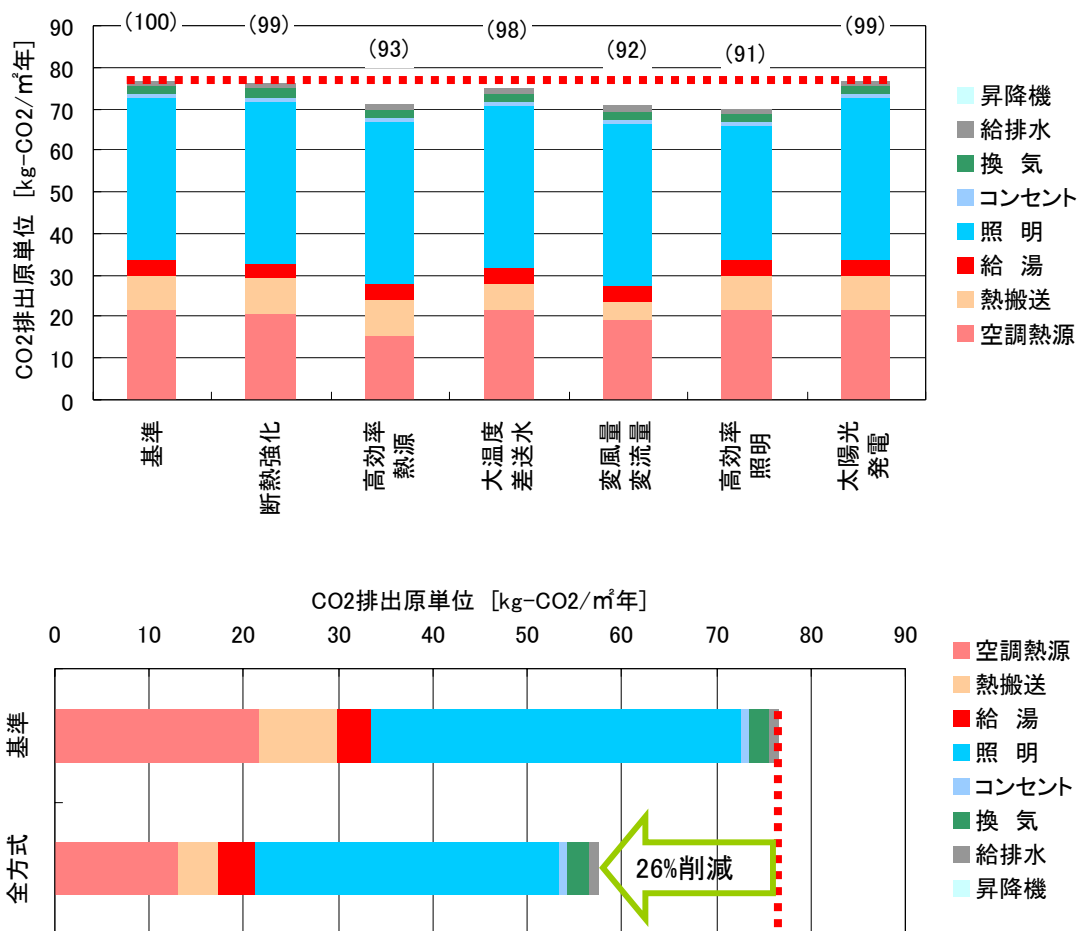 (100)
(99)
(93)
(98)
(92)
(91)
(99)
CO2排出原単位 [kg-CO2/㎡年]
90
80
70
60
50
40
30
20
10
0
基準
断熱強化
高効率
熱源
大温度
差送水
変風量
変流量
高効率
照明
太陽光
発電
昇降機
給排水
換 気
コンセント
照 明
給 湯
熱搬送
空調熱源
CO2排出原単位 [kg-CO2/㎡年]
0 10 20 30 40 50 60 70 80 90
基準
全方式
26%削減
空調熱源
熱搬送
給 湯
照 明
コンセント
換 気
給排水
昇降機